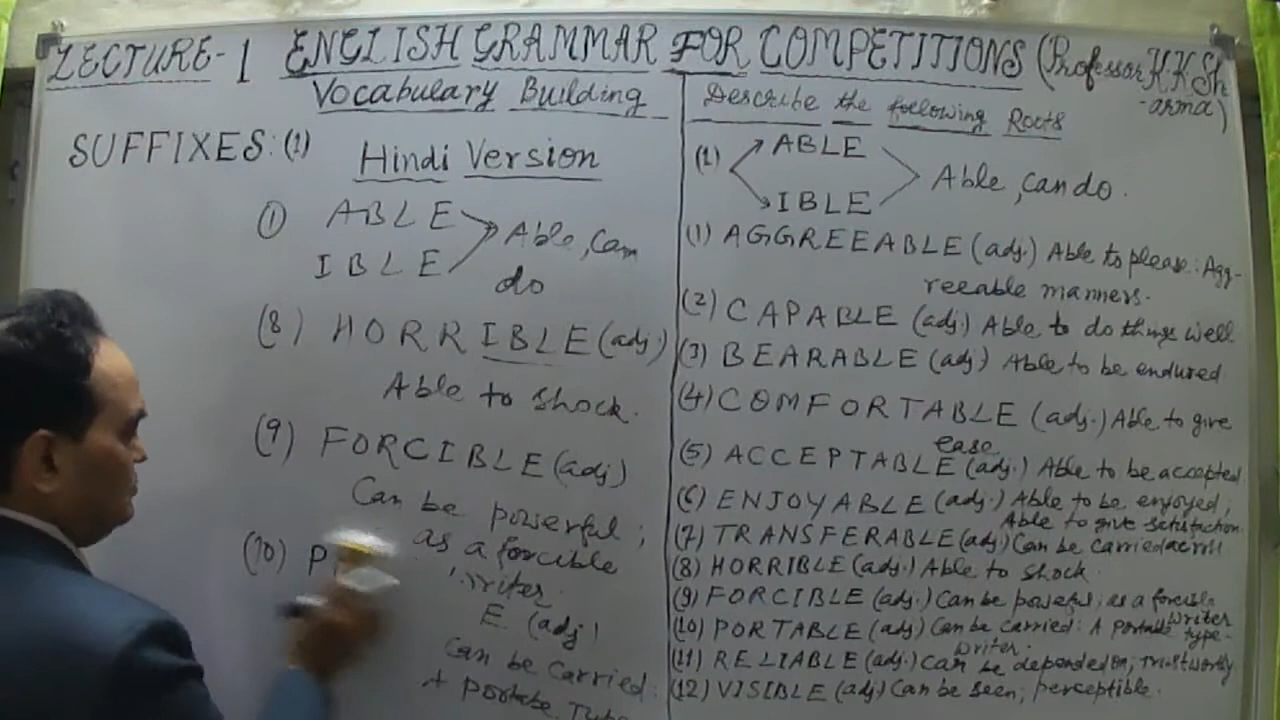 LECTURE-1 ENGLISH GRAMMAR FOR COMPETITIONS (Professor KKSh
-arma)
Vocabulary Building
SUFFIXES: (1)
Hindi Version
(1) ABLE
IBLE
Able, Can
do
(8) HORRIBLE (adj)
Able to shock.
(9) FORCIBLE (adj)
Can be powerful;
as a forcible
writer.
(10) P
E (adj)
Can be Carried:
A portabe Type
Describe the following Roots
(1) ABLE
IBLE
Able, can do.
(1) AGGREEABLE (adj.) Able to please: Agg-
reeable manners.
(2) CAPABLE (adj.) Able to do things well
(3) BEARABLE (adj) Able to be endured
(4) COMFORTABLE (adj.) Able to give
ease
(5) ACCEPTABLE (adj.) Able to be accepted
(6) ENJOYABLE (adj.) Able to be enjoyed;
Able to give satisfaction
(7) TRANSFERABLE (adj) Can be carried
(8) HORRIBLE (adj.) Able to shock.
(9) FORCIBLE (adj.) Can be powerful; as a forcible
writer
(10) PORTABLE (adj) Can be carried: A portable type-
writer.
(11) RELIABLE (adj.) Can be depended on; trustworthy
(12) VISIBLE (adj) Can be seen; perceptible.